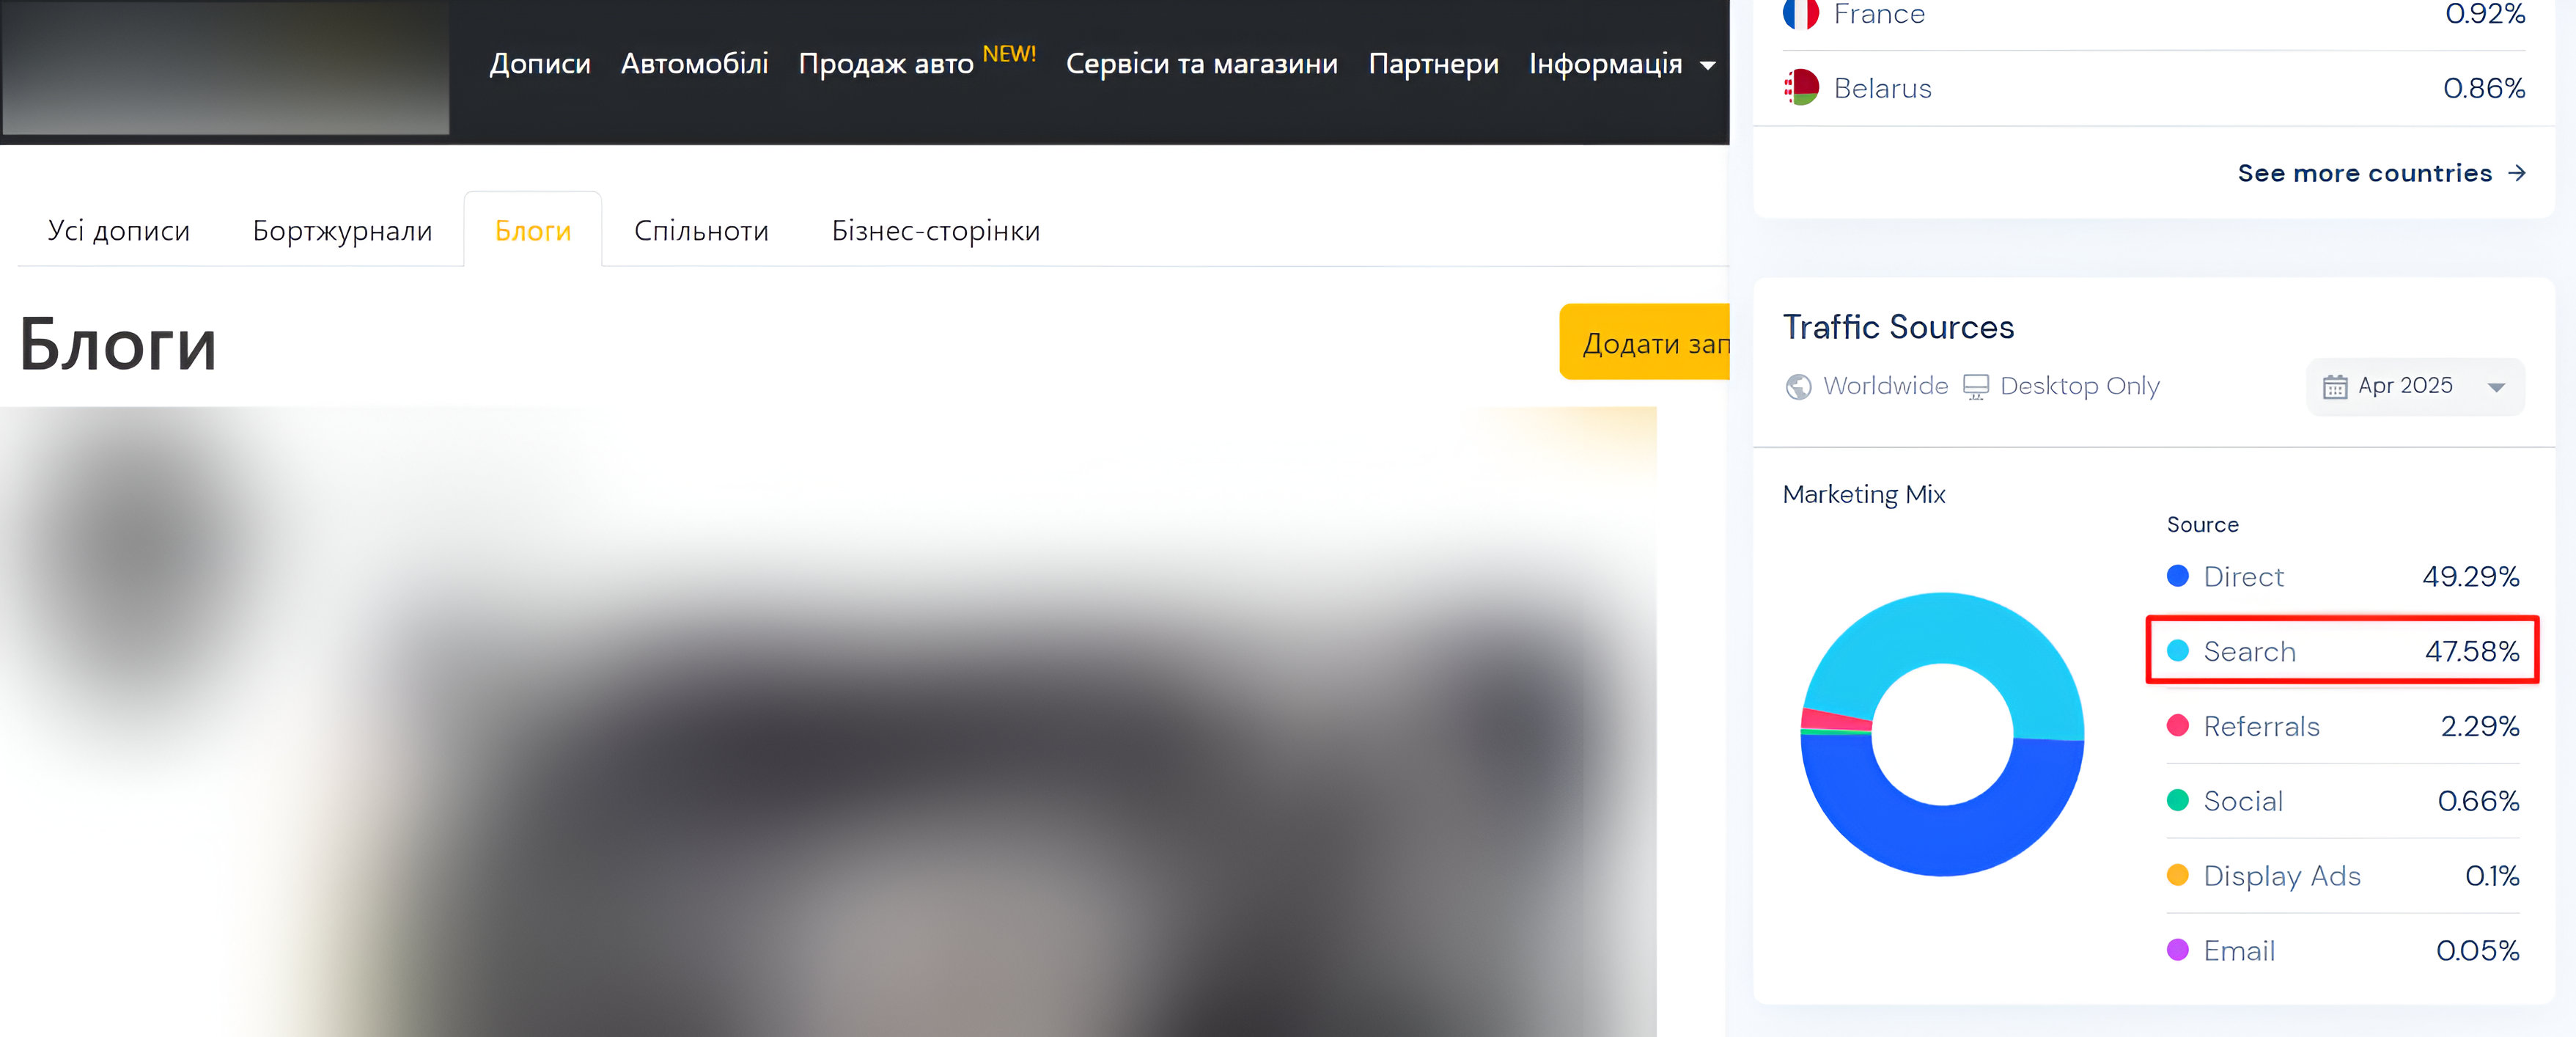 Дописи Автомобілі Продаж авто NEW! Сервіси та магазини Партнери Інформація
Усі дописи Бортжурнали Блоги Спільноти Бізнес-сторінки
Блоги
Додати зап
France 0.92%
Belarus 0.86%
See more countries →
Traffic Sources
Worldwide Desktop Only Apr 2025
Marketing Mix
Source
Direct 49.29%
Search 47.58%
Referrals 2.29%
Social 0.66%
Display Ads 0.1%
Email 0.05%